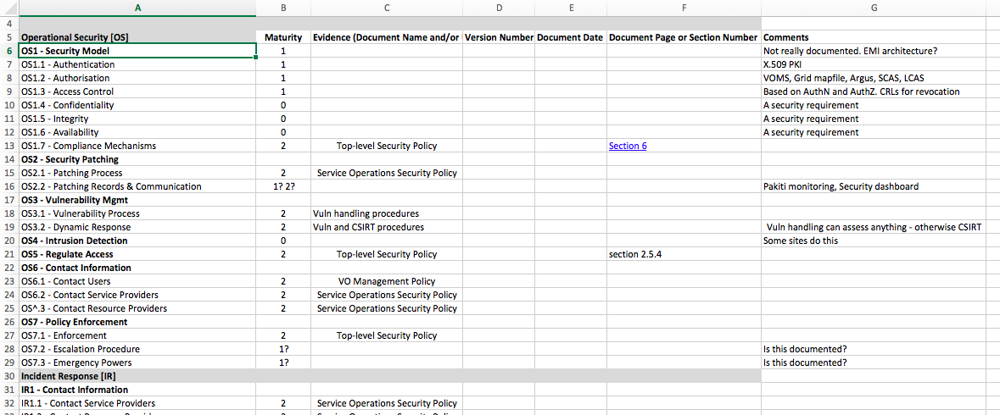 A B C D E F G
4
5 Operational Security [OS] Maturity Evidence (Document Name and/or Version Number Document Date Document Page or Section Number Comments
6 OS1 - Security Model 1 Not really documented. EMI architecture?
7 OS1.1 - Authentication 1 X.509 PKI
8 OS1.2 - Authorisation 1 VOMS, Grid mapfile, Argus, SCAS, LCAS
9 OS1.3 - Access Control 1 Based on AuthN and AuthZ. CRLs for revocation
10 OS1.4 - Confidentiality 0 A security requirement
11 OS1.5 - Integrity 0 A security requirement
12 OS1.6 - Availability 0 A security requirement
13 OS1.7 - Compliance Mechanisms 2 Top-level Security Policy Section 6
14 OS2 - Security Patching
15 OS2.1 - Patching Process 2 Service Operations Security Policy
16 OS2.2 - Patching Records & Communication 1? 2? Pakiti monitoring, Security dashboard
17 OS3 - Vulnerability Mgmt
18 OS3.1 - Vulnerability Process 2 Vuln handling procedures
19 OS3.2 - Dynamic Response 2 Vuln and CSIRT procedures Vuln handling can assess anything - otherwise CSIRT
20 OS4 - Intrusion Detection 0 Some sites do this
21 OS5 - Regulate Access 2 Top-level Security Policy section 2.5.4
22 OS6 - Contact Information
23 OS6.1 - Contact Users 2 VO Management Policy
24 OS6.2 - Contact Service Providers 2 Service Operations Security Policy
25 OS^.3 - Contact Resource Providers 2 Service Operations Security Policy
26 OS7 - Policy Enforcement
27 OS7.1 - Enforcement 2 Top-level Security Policy
28 OS7.2 - Escalation Procedure 1? Is this documented?
29 OS7.3 - Emergency Powers 1? Is this documented?
30 Incident Response [IR]
31 IR1 - Contact Information
32 IR1.1 - Contact Service Providers 2 Service Operations Security Policy